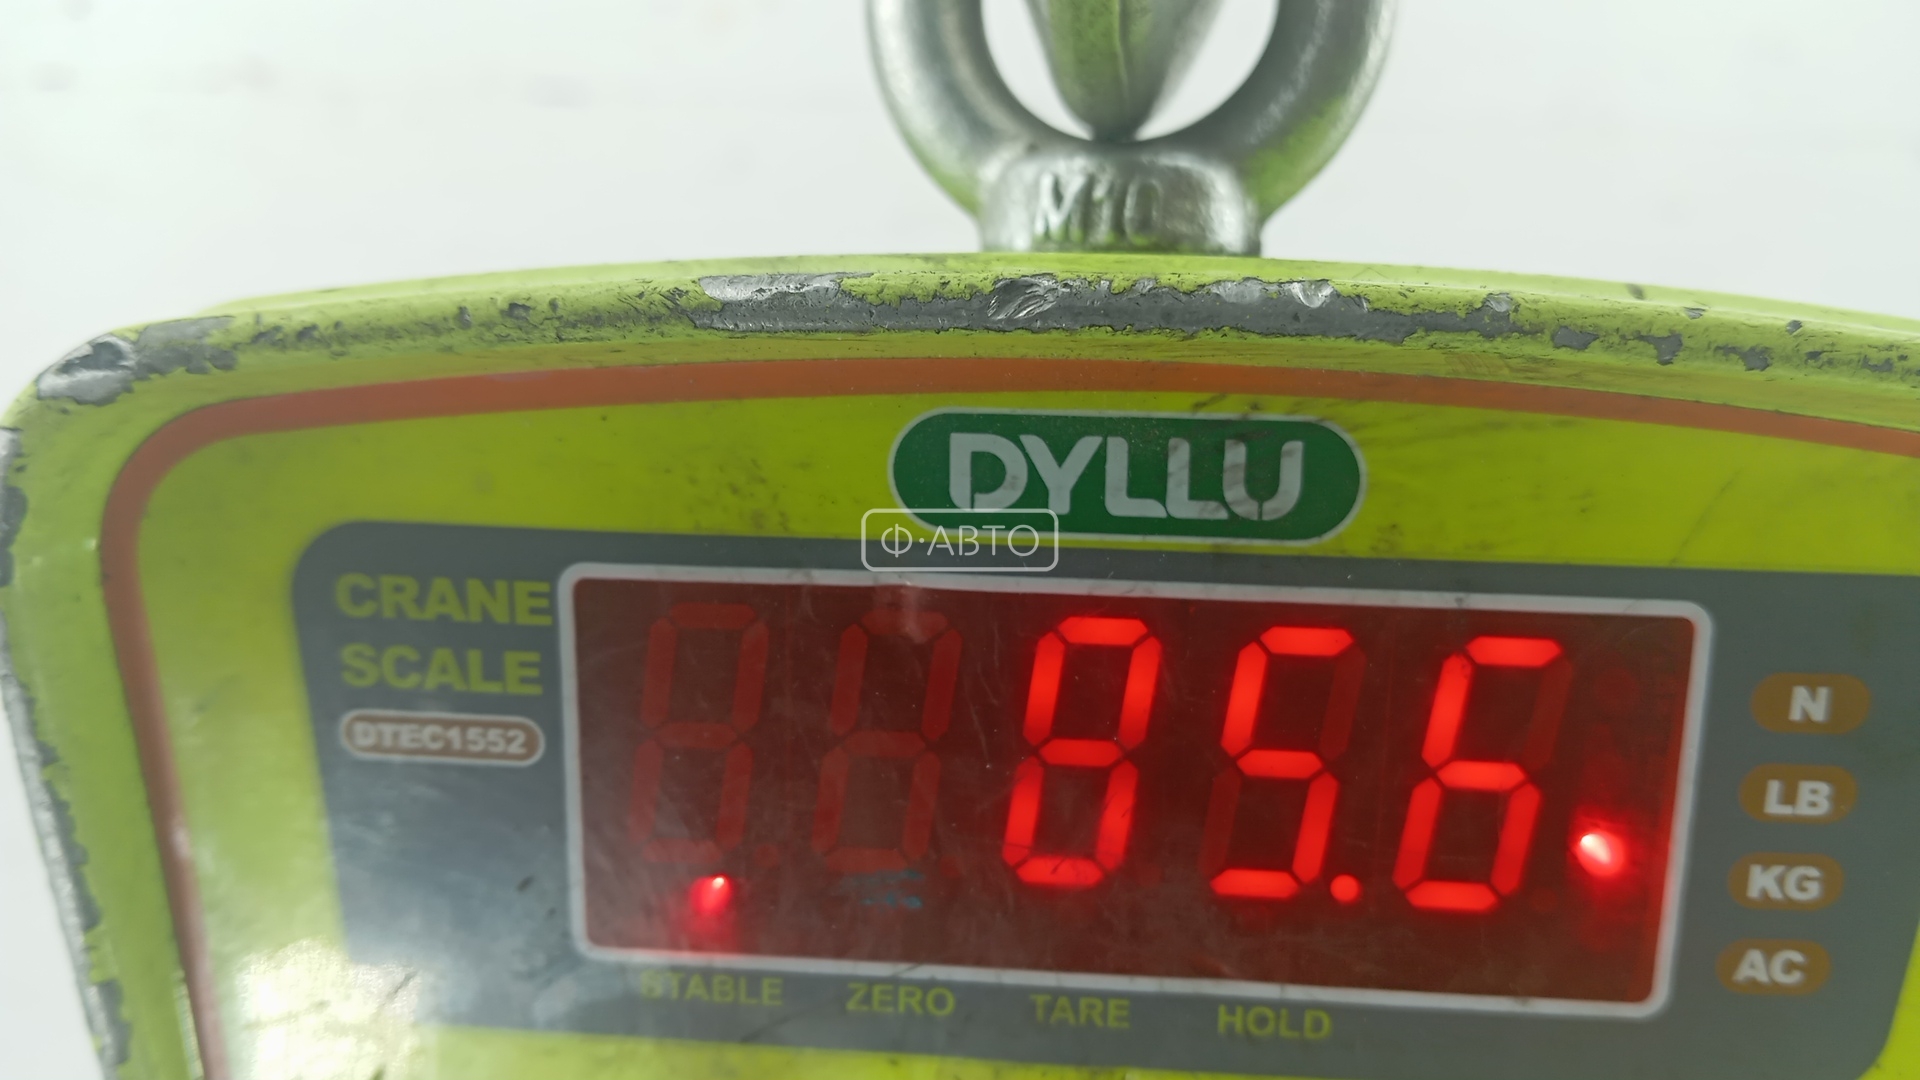 M10
DYLLU
Ф·АВТО
CRANE
SCALE
DTEC1552
85.6
N
LB
KG
AC
STABLE ZERO TARE HOLD